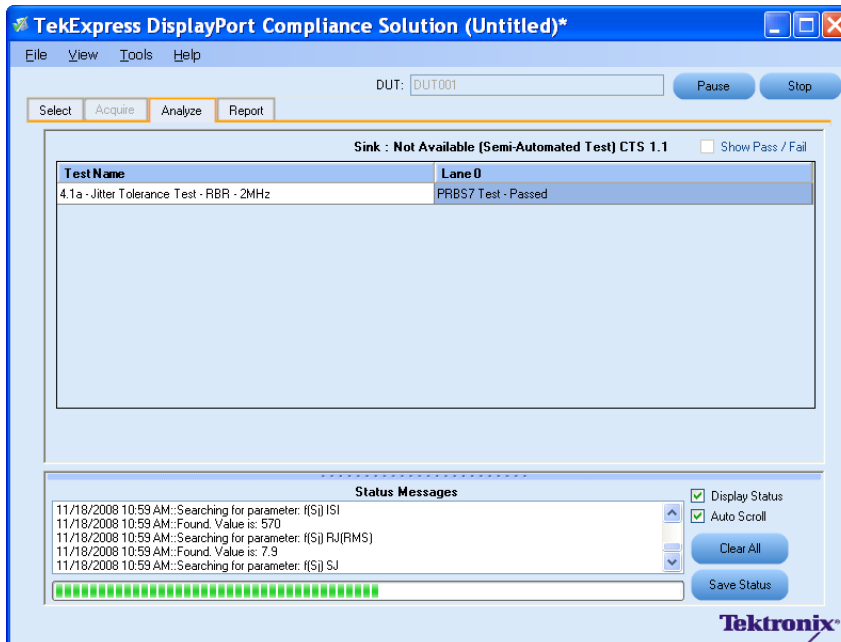 TekExpress DisplayPort Compliance Solution (Untitled)*
File View Tools Help
DUT: DUT001 Pause Stop
Select Acquire Analyze Report
Sink : Not Available (Semi-Automated Test) CTS 1.1 Show Pass / Fail
Test Name Lane 0
4.1a - Jitter Tolerance Test - RBR - 2MHz PRBS7 Test - Passed
Status Messages
11/18/2008 10:59 AM::Searching for parameter: f(Sj) ISI
11/18/2008 10:59 AM::Found. Value is: 570
11/18/2008 10:59 AM::Searching for parameter: f(Sj) RJ(RMS)
11/18/2008 10:59 AM::Found. Value is: 7.9
11/18/2008 10:59 AM::Searching for parameter: f(Sj) SJ
Display Status
Auto Scroll
Clear All
Save Status
Tektronix